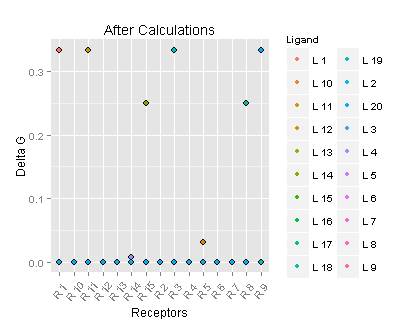 After Calculations
Delta G
0.3
0.2
0.1
0.0
R 1
R 10
R 11
R 12
R 13
R 14
R 15
R 2
R 3
R 4
R 5
R 6
R 7
R 8
R 9
Receptors
Ligand
L 1
L 10
L 11
L 12
L 13
L 14
L 15
L 16
L 17
L 18
L 19
L 2
L 20
L 3
L 4
L 5
L 6
L 7
L 8
L 9